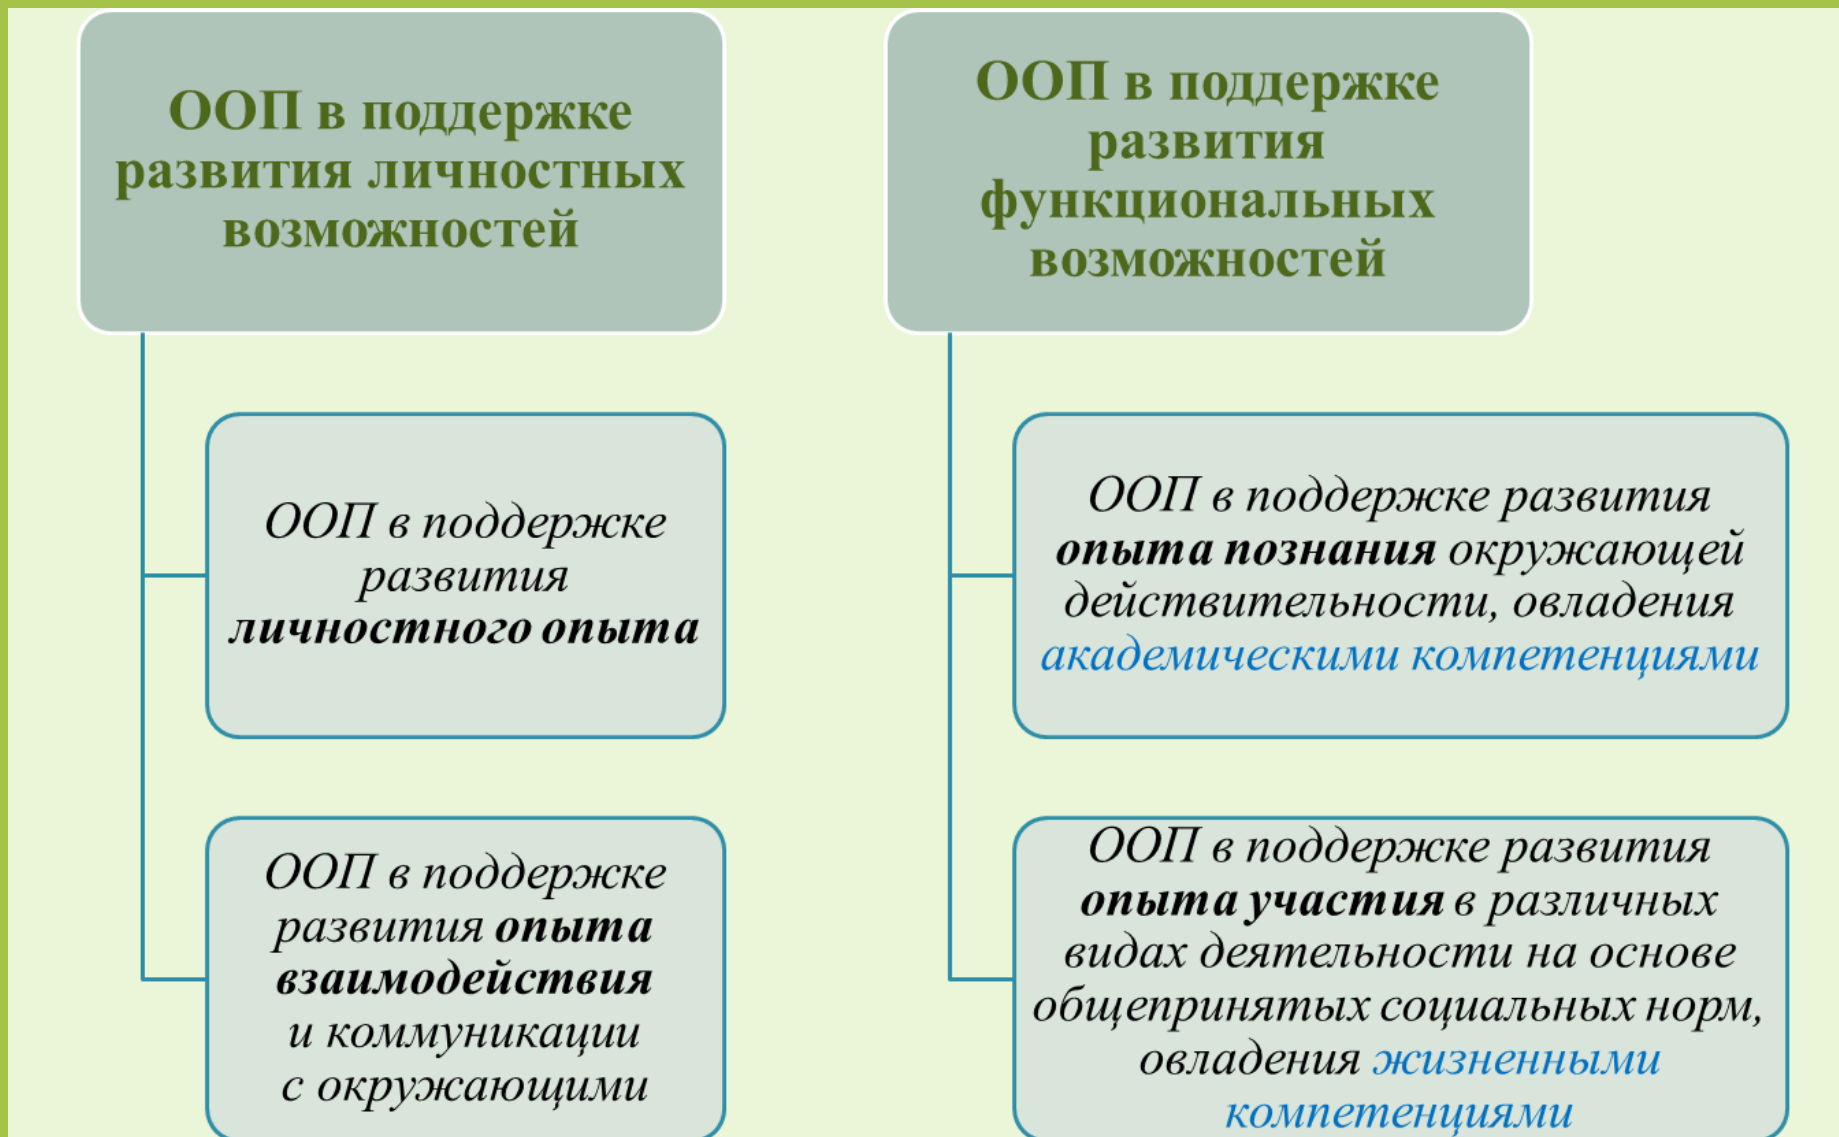 ООП в поддержке
развития личностных
возможностей
ООП в поддержке
развития
личностного опыта
ООП в поддержке
развития опыта
взаимодействия
и коммуникации
с окружающими
ООП в поддержке
развития
функциональных
возможностей
ООП в поддержке развития
опыта познания окружающей
действительности, овладения
академическими компетенциями
ООП в поддержке развития
опыта участия в различных
видах деятельности на основе
общепринятых социальных норм,
овладения жизненными
компетенциями